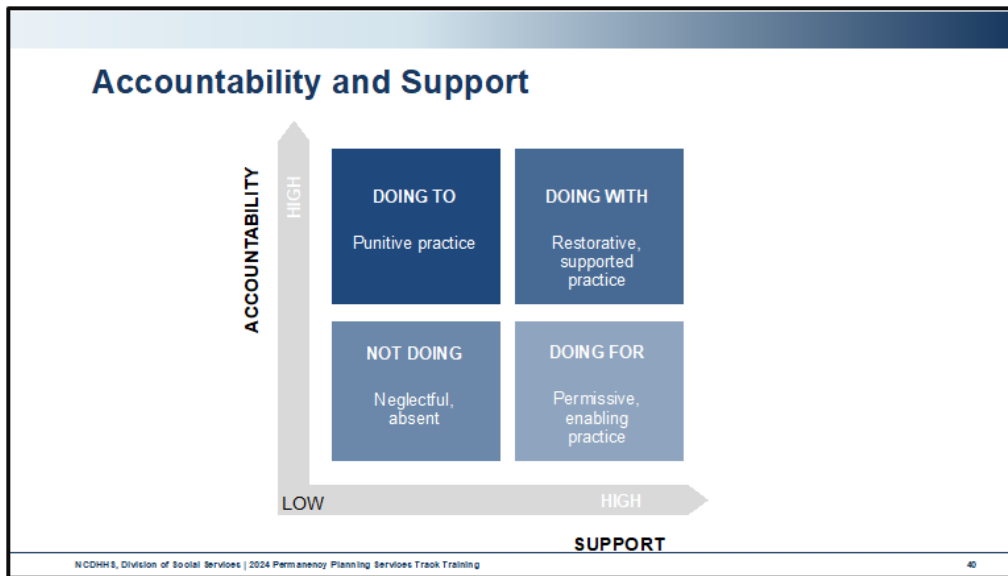 Accountability and Support
ACCOUNTABILITY
HIGH
DOING TO
Punitive practice
DOING WITH
Restorative,
supported
practice
NOT DOING
Neglectful,
absent
DOING FOR
Permissive,
enabling
practice
LOW
HIGH
SUPPORT
NCDHHS, Division of Social Services | 2024 Permanency Planning Services Track Training
40